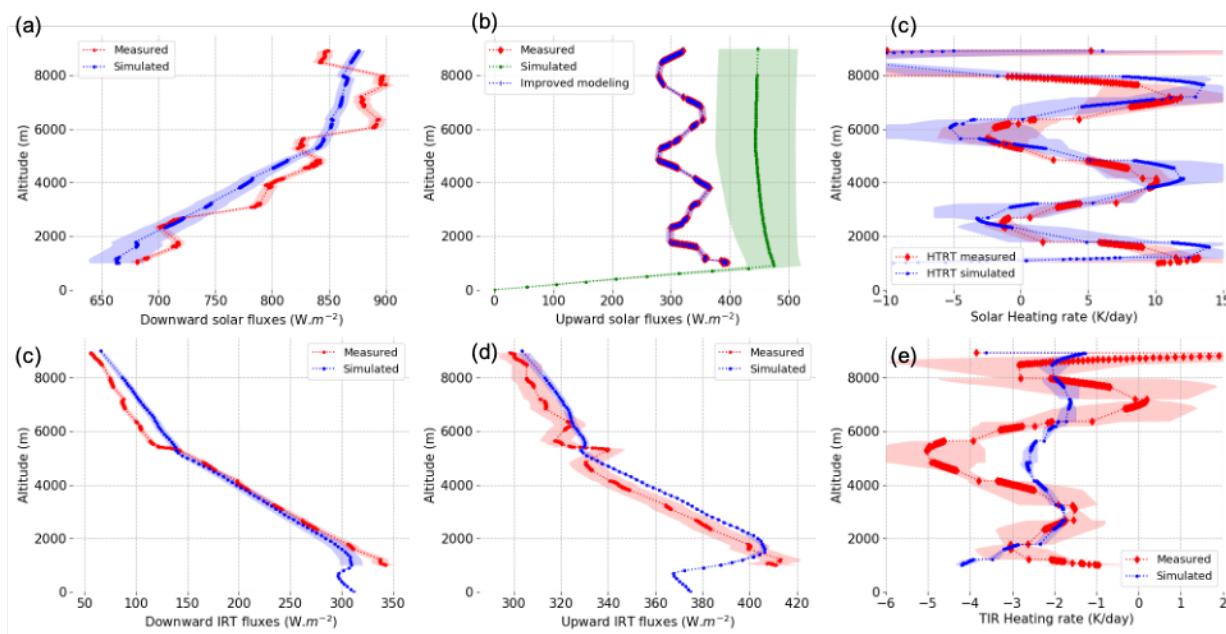 (a)
Measured
Simulated
8000
6000
4000
2000
0
Altitude (m)
650
700
750
800
850
900
Downward solar fluxes (W.m⁻²)
(b)
Measured
Simulated
Improved modeling
8000
6000
4000
2000
0
Altitude (m)
0
100
200
300
400
500
Upward solar fluxes (W.m⁻²)
(c)
HTRT measured
HTRT simulated
8000
6000
4000
2000
0
Altitude (m)
−10
−5
0
5
10
15
Solar Heating rate (K/day)
(c)
Measured
Simulated
8000
6000
4000
2000
0
Altitude (m)
50
100
150
200
250
300
350
Downward IRT fluxes (W.m⁻²)
(d)
Measured
Simulated
8000
6000
4000
2000
0
Altitude (m)
300
320
340
360
380
400
420
Upward IRT fluxes (W.m⁻²)
(e)
Measured
Simulated
8000
6000
4000
2000
0
Altitude (m)
−6
−5
−4
−3
−2
−1
0
1
2
TIR Heating rate (K/day)